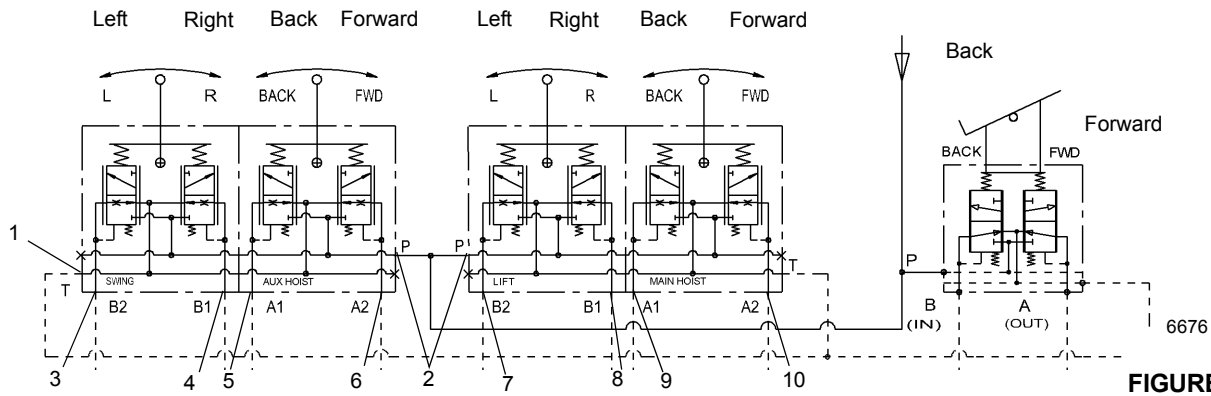 Left Right Back Forward Left Right Back Forward
Back
L R BACK FWD L R BACK FWD
Forward
BACK FWD
1 P P P
T SWING AUX HOIST LIFT MAIN HOIST T
B2 B1 A1 A2 B2 B1 A1 A2 B A
(IN) (OUT)
6676
3 4 5 6 2 7 8 9 10
FIGURE